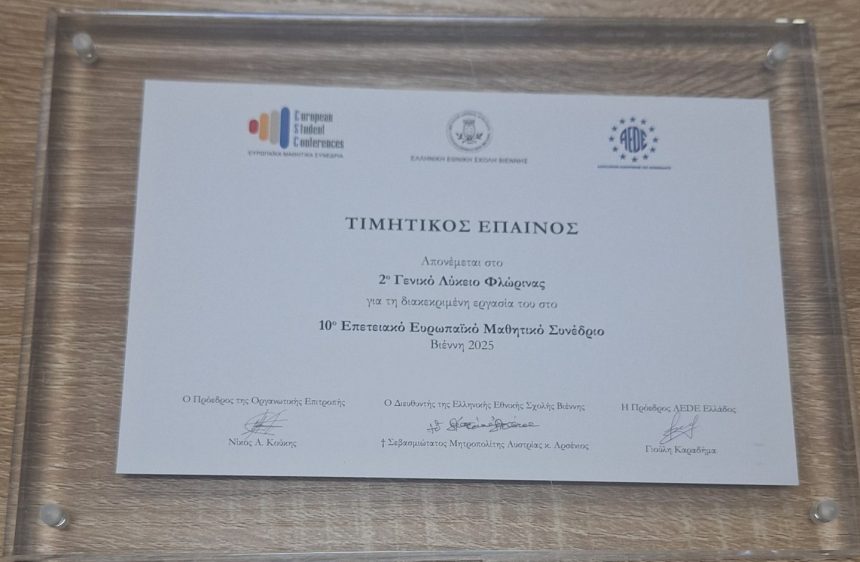 European
Student
Conferences
ΕΥΡΩΠΑΪΚΑ ΜΑΘΗΤΙΚΑ ΣΥΝΕΔΡΙΑ
ΕΛΛΗΝΙΚΗ ΕΘΝΙΚΗ ΣΧΟΛΗ ΒΙΕΝΝΗΣ
AEDE
ΤΙΜΗΤΙΚΟΣ ΕΠΑΙΝΟΣ
Απονέμεται στο
2ο Γενικό Λύκειο Φλώρινας
για τη διακεκριμένη εργασία του στο
10ο Επετειακό Ευρωπαϊκό Μαθητικό Συνέδριο
Βιέννη 2025
Ο Πρόεδρος της Οργανωτικής Επιτροπής
Νίκος Α. Κούκης
Ο Διευθυντής της Ελληνικής Εθνικής Σχολής Βιέννης
† Σεβασμιώτατος Μητροπολίτης Αυστρίας κ. Αρσένιος
Η Πρόεδρος AEDE Ελλάδος
Γιούλη Καραδήμα